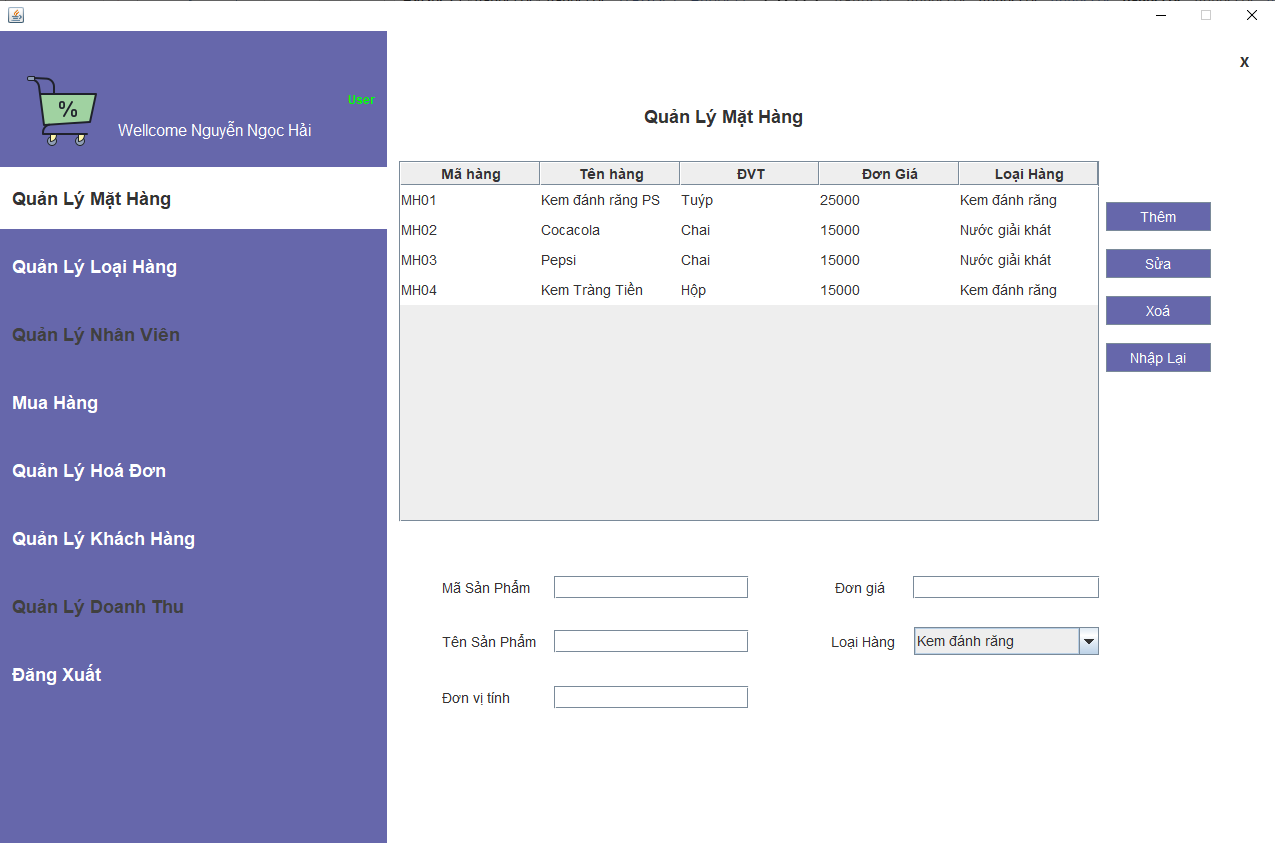 X
%
User
Wellcome Nguyễn Ngọc Hải
Quản Lý Mặt Hàng
Quản Lý Loại Hàng
Quản Lý Nhân Viên
Mua Hàng
Quản Lý Hoá Đơn
Quản Lý Khách Hàng
Quản Lý Doanh Thu
Đăng Xuất
Quản Lý Mặt Hàng
Mã hàng Tên hàng ĐVT Đơn Giá Loại Hàng
MH01 Kem đánh răng PS Tuýp 25000 Kem đánh răng
MH02 Cocacola Chai 15000 Nước giải khát
MH03 Pepsi Chai 15000 Nước giải khát
MH04 Kem Tràng Tiền Hộp 15000 Kem đánh răng
Thêm
Sửa
Xoá
Nhập Lại
Mã Sản Phẩm
Đơn giá
Tên Sản Phẩm
Loại Hàng Kem đánh răng
Đơn vị tính